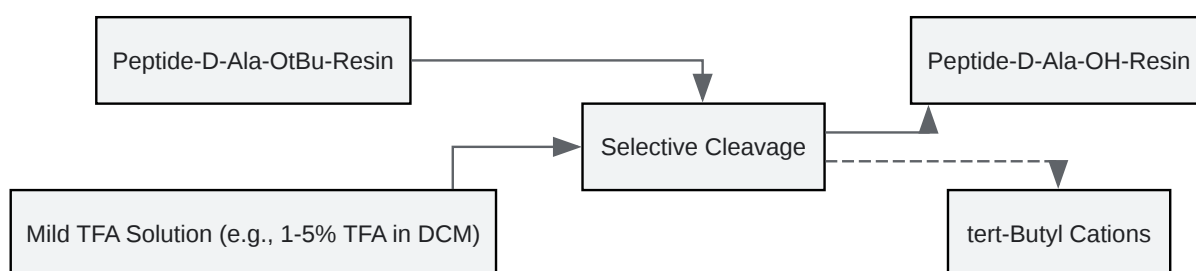 Peptide-D-Ala-OtBu-Resin
Peptide-D-Ala-OH-Resin
Selective Cleavage
Mild TFA Solution (e.g., 1-5% TFA in DCM)
tert-Butyl Cations